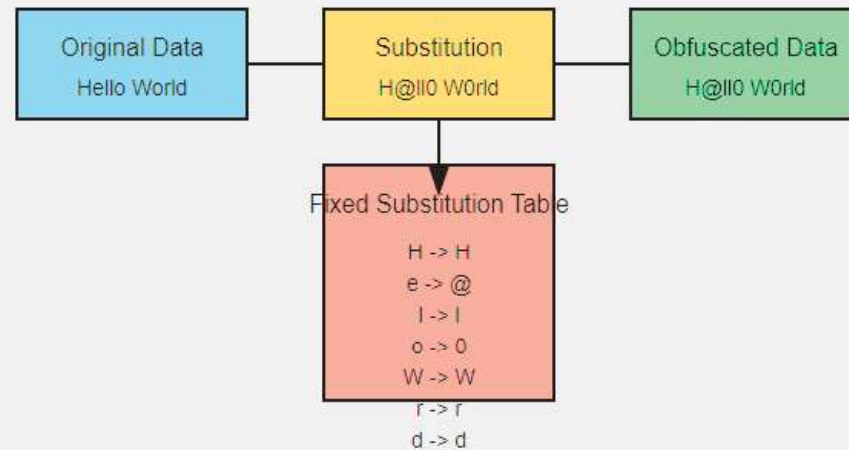 Original Data
Hello World
Substitution
H@ll0 W0rld
Obfuscated Data
H@ll0 W0rld
Fixed Substitution Table
H -> H
e -> @
l -> l
o -> 0
W -> W
r -> r
d -> d